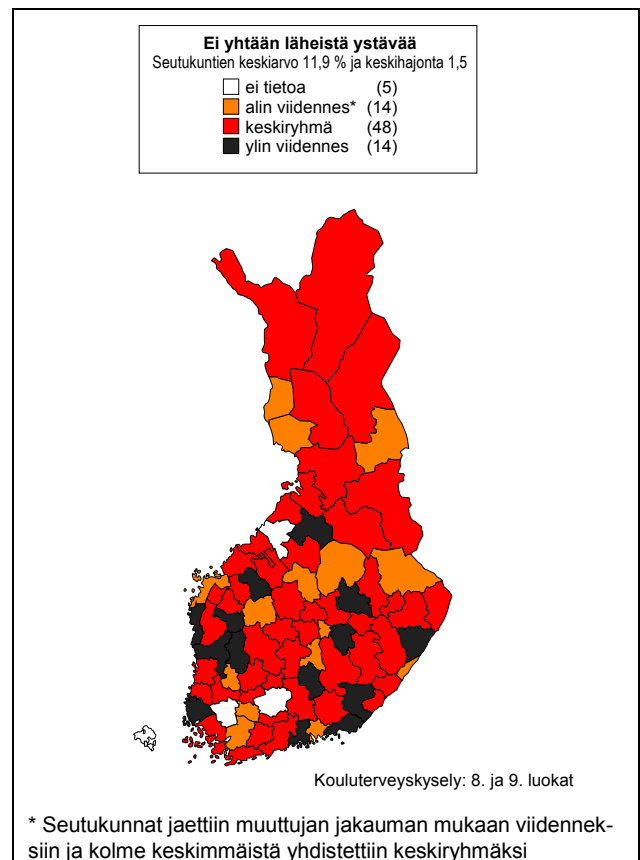 Ei yhtään läheistä ystävää
Seutukuntien keskiarvo 11,9 % ja keskihajonta 1,5
ei tietoa (5)
alin viidennes* (14)
keskiryhmä (48)
ylin viidennes (14)
Kouluterveyskysely: 8. ja 9. luokat
* Seutukunnat jaettiin muuttujan jakauman mukaan viidennek-
siin ja kolme keskimmäistä yhdistettiin keskiryhmäksi